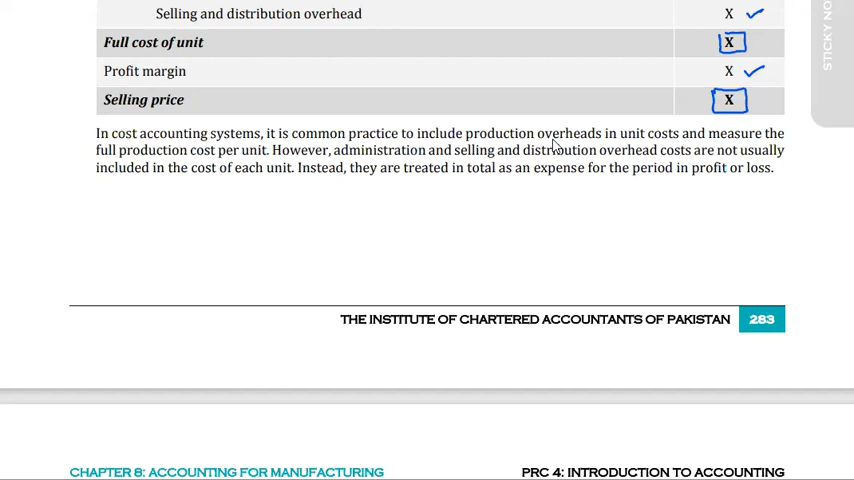 Selling and distribution overhead X
Full cost of unit X
Profit margin X
Selling price X
In cost accounting systems, it is common practice to include production overheads in unit costs and measure the
full production cost per unit. However, administration and selling and distribution overhead costs are not usually
included in the cost of each unit. Instead, they are treated in total as an expense for the period in profit or loss.
THE INSTITUTE OF CHARTERED ACCOUNTANTS OF PAKISTAN 283
CHAPTER 8: ACCOUNTING FOR MANUFACTURING PRC 4: INTRODUCTION TO ACCOUNTING
STICKY NO